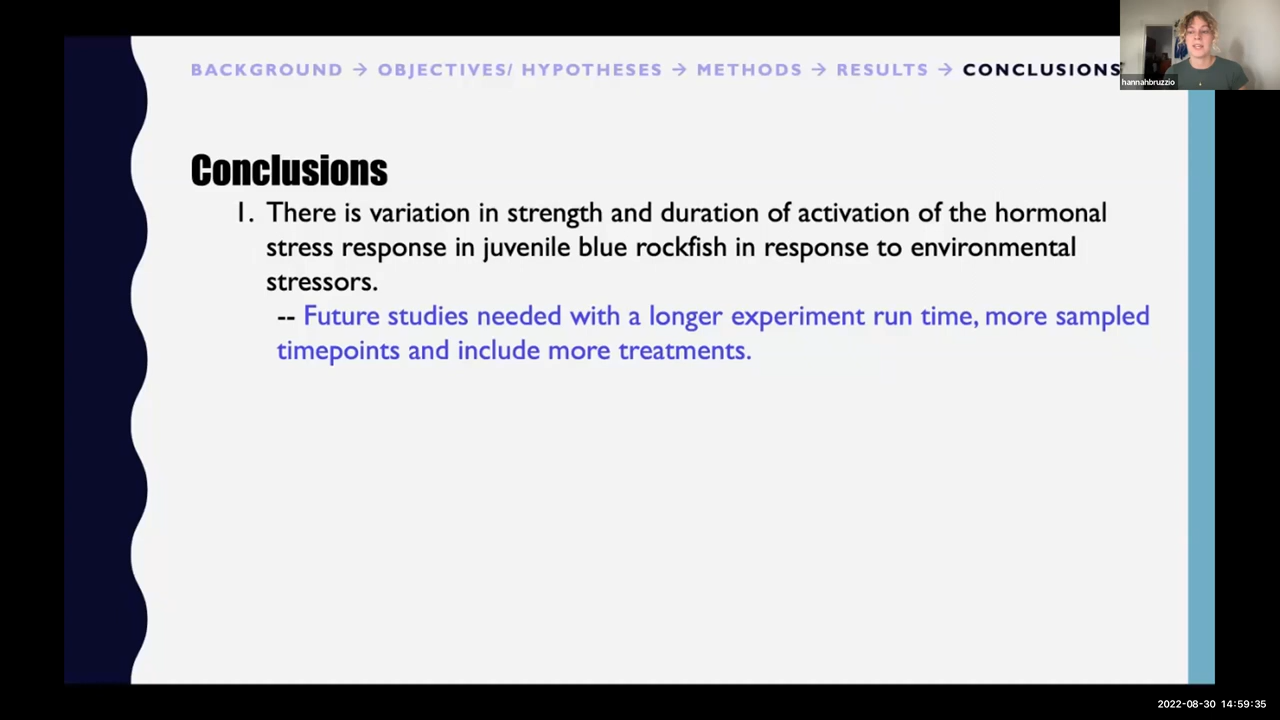 BACKGROUND → OBJECTIVES/ HYPOTHESES → METHODS → RESULTS → CONCLUSIONS
hannahbruzzio
Conclusions
1. There is variation in strength and duration of activation of the hormonal
stress response in juvenile blue rockfish in response to environmental
stressors.
-- Future studies needed with a longer experiment run time, more sampled
timepoints and include more treatments.
2022-08-30 14:59:35